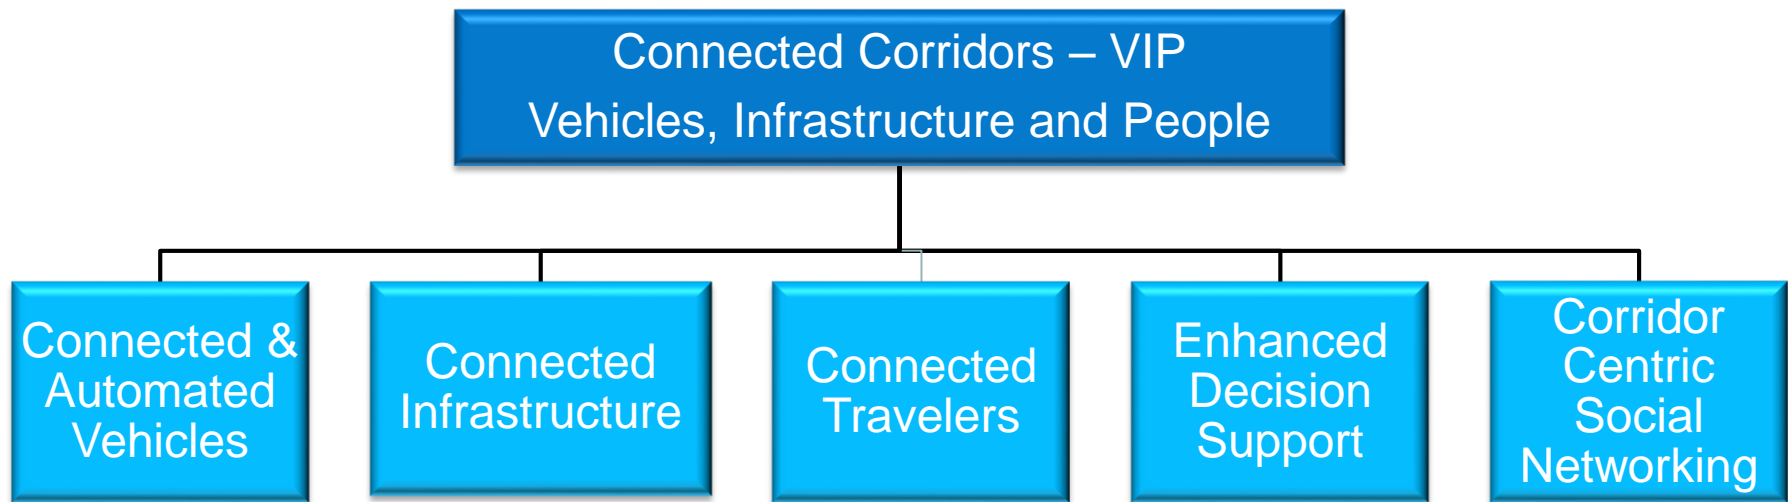 Connected Corridors – VIP
Vehicles, Infrastructure and People
Connected &
Automated
Vehicles
Connected
Infrastructure
Connected
Travelers
Enhanced
Decision
Support
Corridor
Centric
Social
Networking